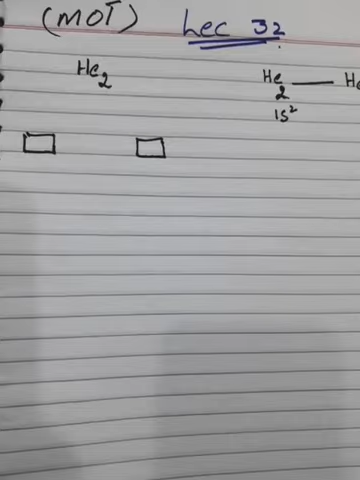 (MOT) Lec 32
He2 He — He
2
1s²